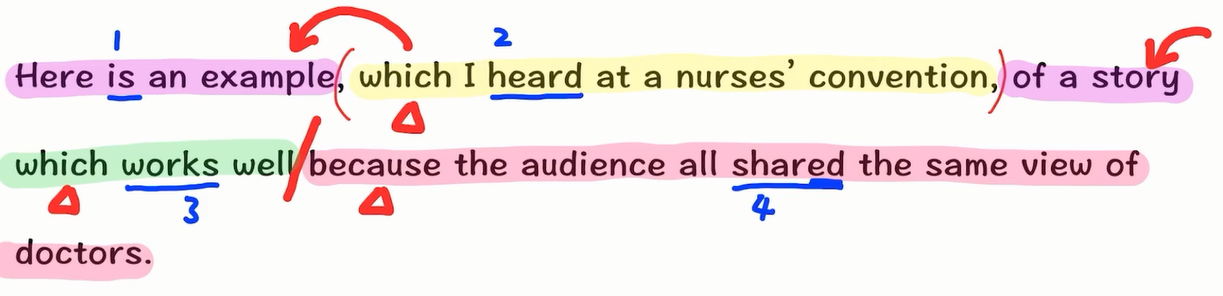 1 2
Here is an example, (which I heard at a nurses' convention,) of a story
which works well / because the audience all shared the same view of
3 4
doctors.